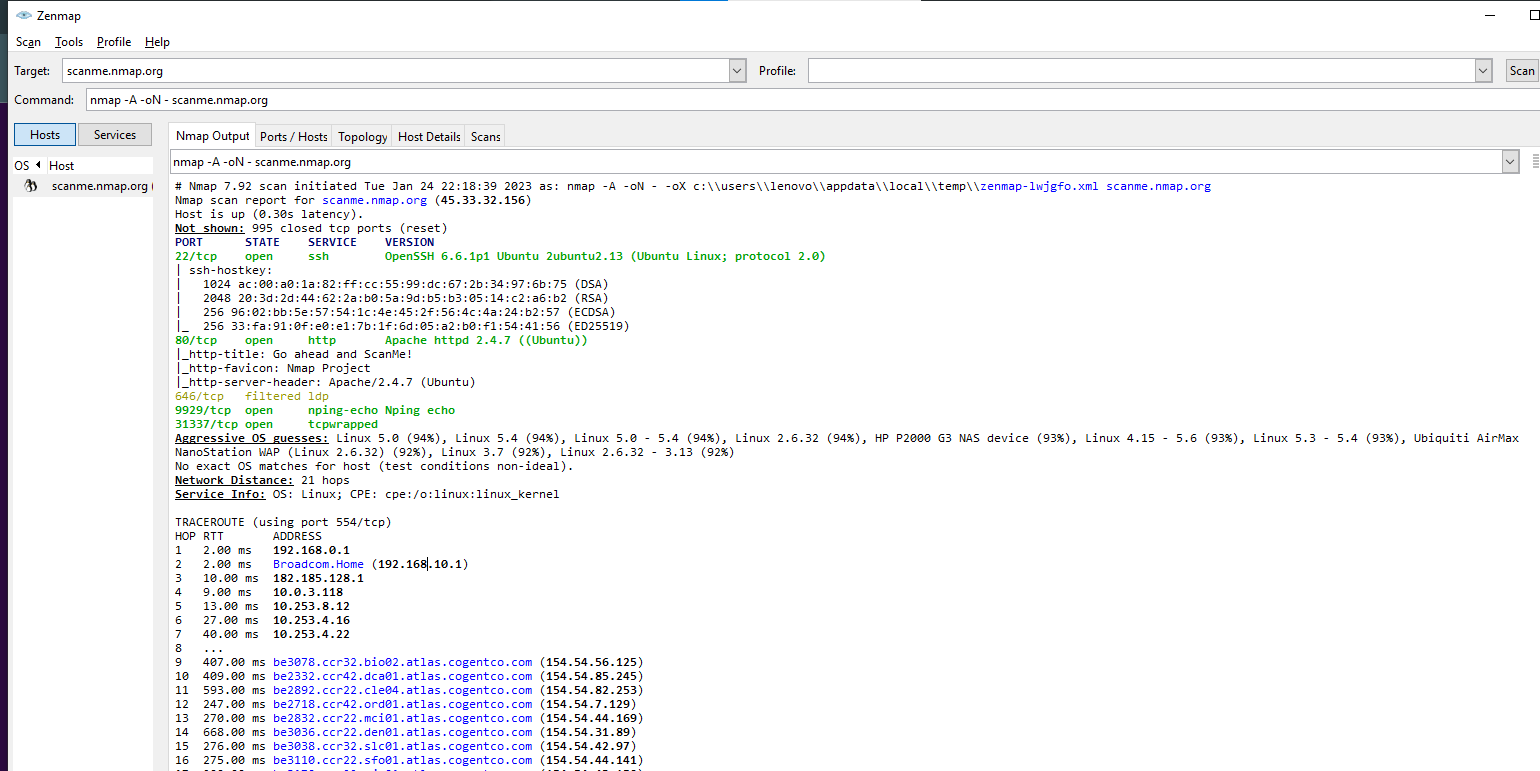 Zenmap
Scan Tools Profile Help
Target: scanme.nmap.org Profile: Scan
Command: nmap -A -oN - scanme.nmap.org
Hosts Services
Nmap Output Ports / Hosts Topology Host Details Scans
OS Host
scanme.nmap.org (
nmap -A -oN - scanme.nmap.org
# Nmap 7.92 scan initiated Tue Jan 24 22:18:39 2023 as: nmap -A -oN - -oX c:\\users\\lenovo\\appdata\\local\\temp\\zenmap-lwjgfo.xml scanme.nmap.org
Nmap scan report for scanme.nmap.org (45.33.32.156)
Host is up (0.30s latency).
Not shown: 995 closed tcp ports (reset)
PORT STATE SERVICE VERSION
22/tcp open ssh OpenSSH 6.6.1p1 Ubuntu 2ubuntu2.13 (Ubuntu Linux; protocol 2.0)
| ssh-hostkey:
| 1024 ac:00:a0:1a:82:ff:cc:55:99:dc:67:2b:34:97:6b:75 (DSA)
| 2048 20:3d:2d:44:62:2a:b0:5a:9d:b5:b3:05:14:c2:a6:b2 (RSA)
| 256 96:02:bb:5e:57:54:1c:4e:45:2f:56:4c:4a:24:b2:57 (ECDSA)
|_ 256 33:fa:91:0f:e0:e1:7b:1f:6d:05:a2:b0:f1:54:41:56 (ED25519)
80/tcp open http Apache httpd 2.4.7 ((Ubuntu))
|_http-title: Go ahead and ScanMe!
|_http-favicon: Nmap Project
|_http-server-header: Apache/2.4.7 (Ubuntu)
646/tcp filtered ldp
9929/tcp open nping-echo Nping echo
31337/tcp open tcpwrapped
Aggressive OS guesses: Linux 5.0 (94%), Linux 5.4 (94%), Linux 5.0 - 5.4 (94%), Linux 2.6.32 (94%), HP P2000 G3 NAS device (93%), Linux 4.15 - 5.6 (93%), Linux 5.3 - 5.4 (93%), Ubiquiti AirMax
NanoStation WAP (Linux 2.6.32) (92%), Linux 3.7 (92%), Linux 2.6.32 - 3.13 (92%)
No exact OS matches for host (test conditions non-ideal).
Network Distance: 21 hops
Service Info: OS: Linux; CPE: cpe:/o:linux:linux_kernel
TRACEROUTE (using port 554/tcp)
HOP RTT ADDRESS
1 2.00 ms 192.168.0.1
2 2.00 ms Broadcom.Home (192.168.10.1)
3 10.00 ms 182.185.128.1
4 9.00 ms 10.0.3.118
5 13.00 ms 10.253.8.12
6 27.00 ms 10.253.4.16
7 40.00 ms 10.253.4.22
8 ...
9 407.00 ms be3078.ccr32.bio02.atlas.cogentco.com (154.54.56.125)
10 409.00 ms be2332.ccr42.dca01.atlas.cogentco.com (154.54.85.245)
11 593.00 ms be2892.ccr22.cle04.atlas.cogentco.com (154.54.82.253)
12 247.00 ms be2718.ccr42.ord01.atlas.cogentco.com (154.54.7.129)
13 270.00 ms be2832.ccr22.mci01.atlas.cogentco.com (154.54.44.169)
14 668.00 ms be3036.ccr22.den01.atlas.cogentco.com (154.54.31.89)
15 276.00 ms be3038.ccr32.slc01.atlas.cogentco.com (154.54.42.97)
16 275.00 ms be3110.ccr22.sfo01.atlas.cogentco.com (154.54.44.141)